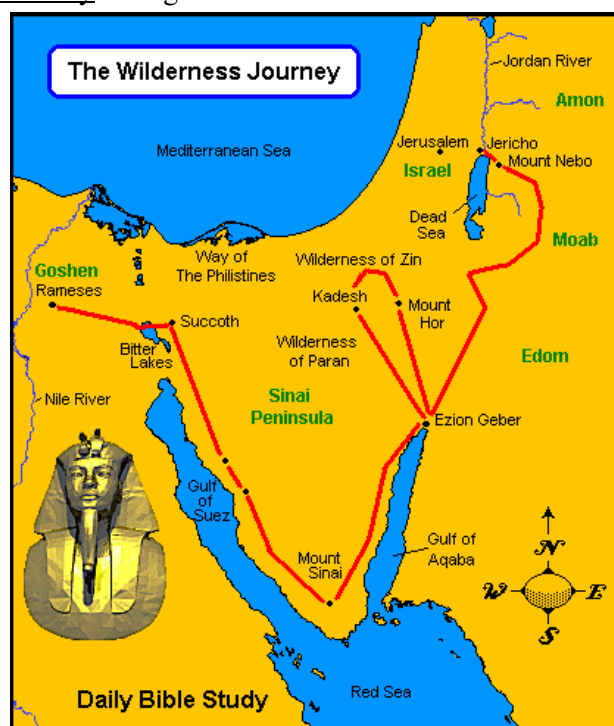 The Wilderness Journey
Jordan River
Amon
Mediterranean Sea
Jerusalem
Jericho
Mount Nebo
Israel
Dead
Sea
Moab
Way of
The Philistines
Wilderness of Zin
Goshen
Rameses
Kadesh
Mount
Hor
Succoth
Wilderness
of Paran
Bitter
Lakes
Edom
Sinai
Peninsula
Nile River
Ezion Geber
Gulf
of
Suez
Gulf of
Aqaba
Mount
Sinai
N
W
E
S
Red Sea
Daily Bible Study